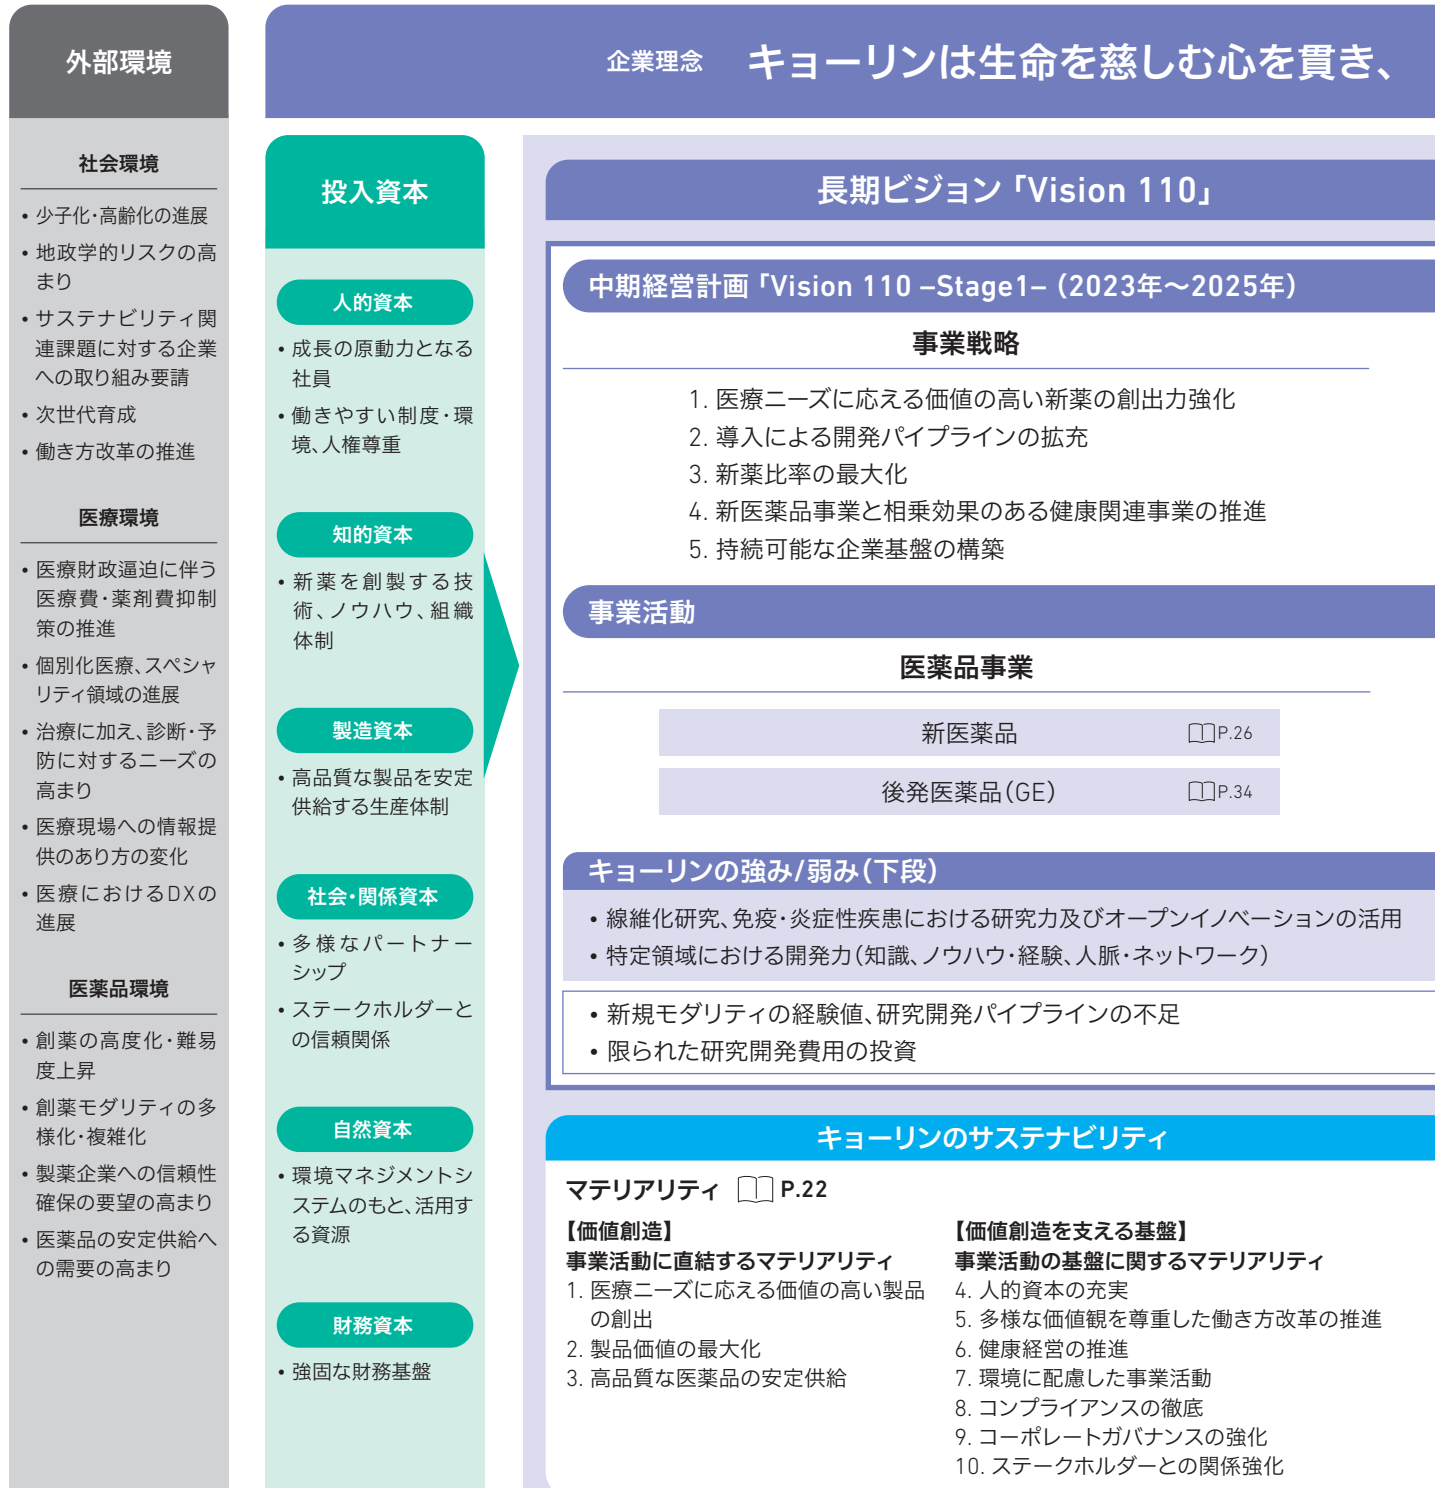 外部環境
社会環境
• 少子化・高齢化の進展
• 地政学的リスクの高
まり
• サステナビリティ関
連課題に対する企業
への取り組み要請
• 次世代育成
• 働き方改革の推進
医療環境
• 医療財政逼迫に伴う
医療費・薬剤費抑制
策の推進
• 個別化医療、スペシャ
リティ領域の進展
• 治療に加え、診断・予
防に対するニーズの
高まり
• 医療現場への情報提
供のあり方の変化
• 医療におけるDXの
進展
医薬品環境
• 創薬の高度化・難易
度上昇
• 創薬モダリティの多
様化・複雑化
• 製薬企業への信頼性
確保の要望の高まり
• 医薬品の安定供給へ
の需要の高まり
企業理念 キョーリンは生命を慈しむ心を貫き、
投入資本
人的資本
• 成長の原動力となる
社員
• 働きやすい制度・環
境、人権尊重
知的資本
• 新薬を創製する技
術、ノウハウ、組織
体制
製造資本
• 高品質な製品を安定
供給する生産体制
社会・関係資本
• 多様なパートナー
シップ
• ステークホルダーと
の信頼関係
自然資本
• 環境マネジメントシ
ステムのもと、活用す
る資源
財務資本
• 強固な財務基盤
長期ビジョン「Vision 110」
中期経営計画「Vision 110 –Stage1–（2023年～2025年）
事業戦略
1. 医療ニーズに応える価値の高い新薬の創出力強化
2. 導入による開発パイプラインの拡充
3. 新薬比率の最大化
4. 新医薬品事業と相乗効果のある健康関連事業の推進
5. 持続可能な企業基盤の構築
事業活動
医薬品事業
新医薬品 P.26
後発医薬品（GE） P.34
キョーリンの強み/弱み（下段）
• 線維化研究、免疫・炎症性疾患における研究力及びオープンイノベーションの活用
• 特定領域における開発力（知識、ノウハウ・経験、人脈・ネットワーク）
• 新規モダリティの経験値、研究開発パイプラインの不足
• 限られた研究開発費用の投資
キョーリンのサステナビリティ
マテリアリティ P.22
【価値創造】
事業活動に直結するマテリアリティ
1. 医療ニーズに応える価値の高い製品
の創出
2. 製品価値の最大化
3. 高品質な医薬品の安定供給
【価値創造を支える基盤】
事業活動の基盤に関するマテリアリティ
4. 人的資本の充実
5. 多様な価値観を尊重した働き方改革の推進
6. 健康経営の推進
7. 環境に配慮した事業活動
8. コンプライアンスの徹底
9. コーポレートガバナンスの強化
10. ステークホルダーとの関係強化